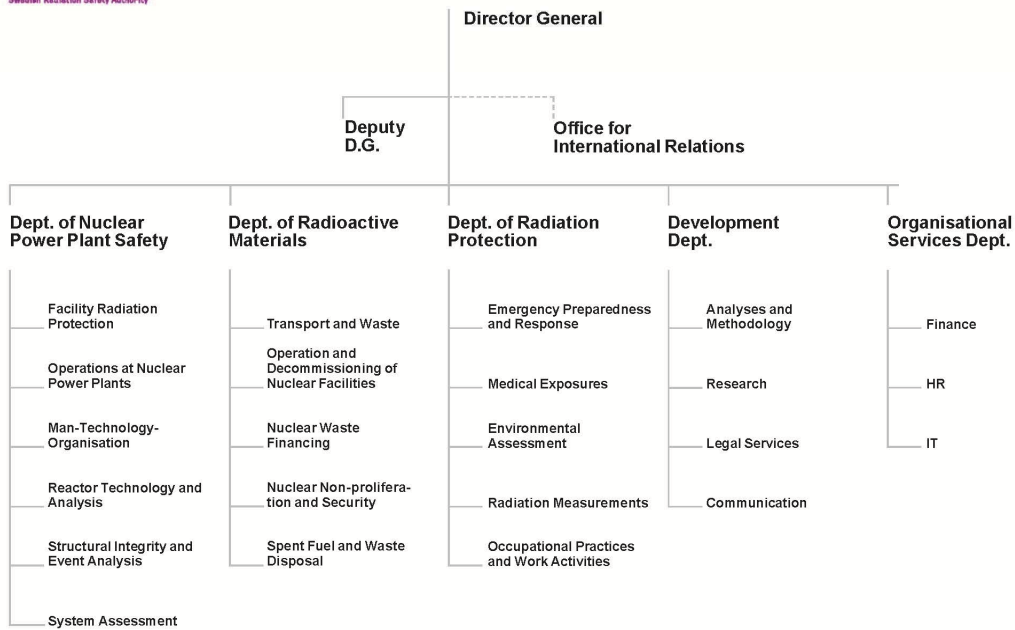 Swedish Radiation Safety Authority
Director General
Deputy
D.G.
Office for
International Relations
Dept. of Nuclear
Power Plant Safety
Facility Radiation
Protection
Operations at Nuclear
Power Plants
Man-Technology-
Organisation
Reactor Technology and
Analysis
Structural Integrity and
Event Analysis
System Assessment
Dept. of Radioactive
Materials
Transport and Waste
Operation and
Decommissioning of
Nuclear Facilities
Nuclear Waste
Financing
Nuclear Non-prolifera-
tion and Security
Spent Fuel and Waste
Disposal
Dept. of Radiation
Protection
Emergency Preparedness
and Response
Medical Exposures
Environmental
Assessment
Radiation Measurements
Occupational Practices
and Work Activities
Development
Dept.
Analyses and
Methodology
Research
Legal Services
Communication
Organisational
Services Dept.
Finance
HR
IT